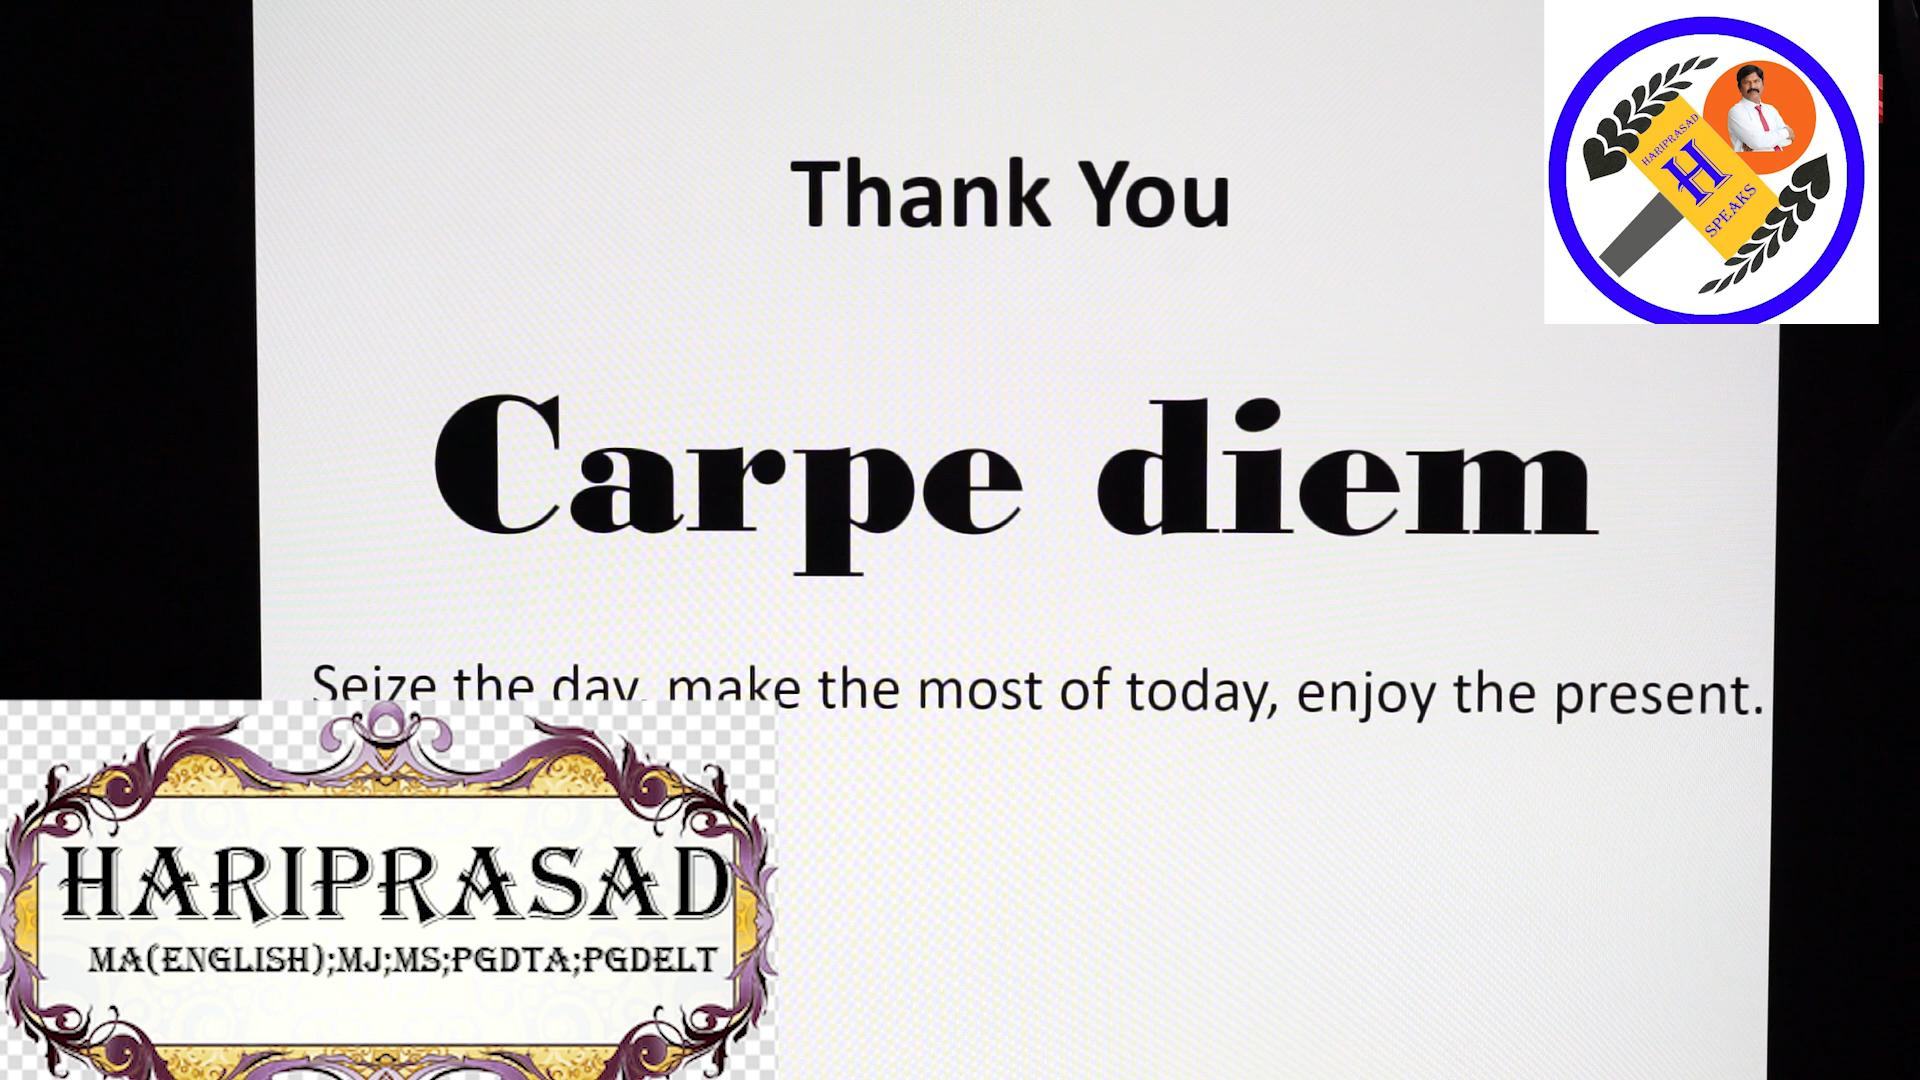 Thank You
HARIPRASAD
H
SPEAKS
Carpe diem
Seize the day, make the most of today, enjoy the present.
HARIPRASAD
MA(ENGLISH);MJ;MS;PGDTA;PGDELT